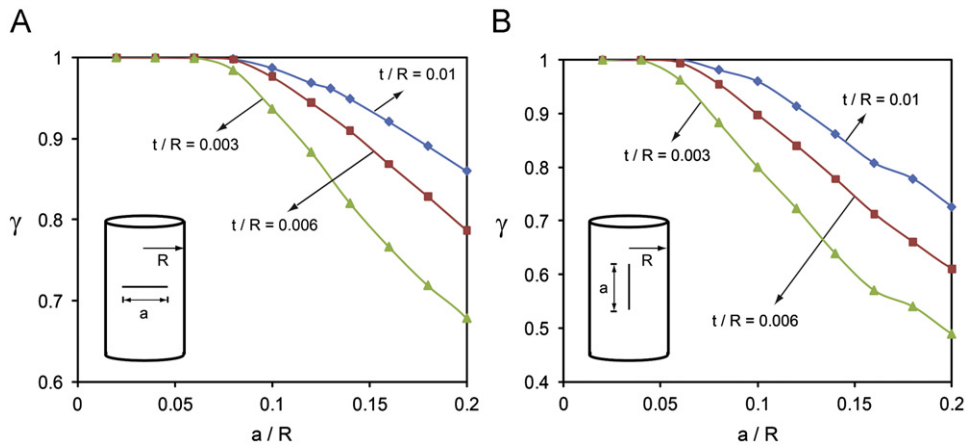 A
1
0.9
0.8
0.7
0.6
γ
0
0.05
0.1
0.15
0.2
a / R
t / R = 0.01
t / R = 0.003
t / R = 0.006
R
a
B
1
0.9
0.8
0.7
0.6
0.5
0.4
γ
0
0.05
0.1
0.15
0.2
a / R
t / R = 0.01
t / R = 0.003
t / R = 0.006
R
a